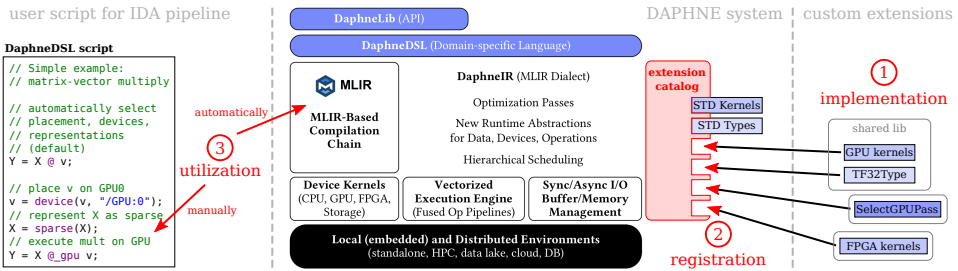 user script for IDA pipeline
DaphneDSL script
// Simple example:
// matrix-vector multiply
// automatically select
// placement, devices,
// representations
// (default)
Y = X @ v;
// place v on GPU0
v = device(v, "/GPU:0");
// represent X as sparse
X = sparse(X);
// execute mult on GPU
Y = X @_gpu v;
automatically
3
utilization
manually
DaphneLib (API)
DAPHNE system
DaphneDSL (Domain-specific Language)
MLIR
MLIR-Based
Compilation
Chain
DaphneIR (MLIR Dialect)
Optimization Passes
New Runtime Abstractions
for Data, Devices, Operations
Hierarchical Scheduling
Device Kernels
(CPU, GPU, FPGA,
Storage)
Vectorized
Execution Engine
(Fused Op Pipelines)
Sync/Async I/O
Buffer/Memory
Management
Local (embedded) and Distributed Environments
(standalone, HPC, data lake, cloud, DB)
extension
catalog
STD Kernels
STD Types
2
registration
custom extensions
1
implementation
shared lib
GPU kernels
TF32Type
SelectGPUPass
FPGA kernels